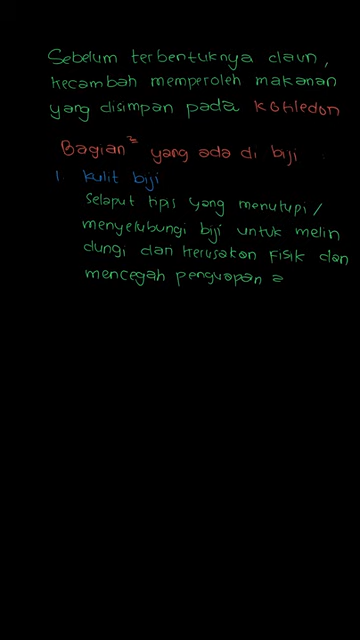 Sebelum terbentuknya daun,
kecambah memperoleh makanan
yang disimpan pada kotiledon
Bagian² yang ada di biji
1. kulit biji
Selaput tipis yang menutupi /
menyelubungi biji untuk melin
dungi dari kerusakan fisik dan
mencegah penguapan a